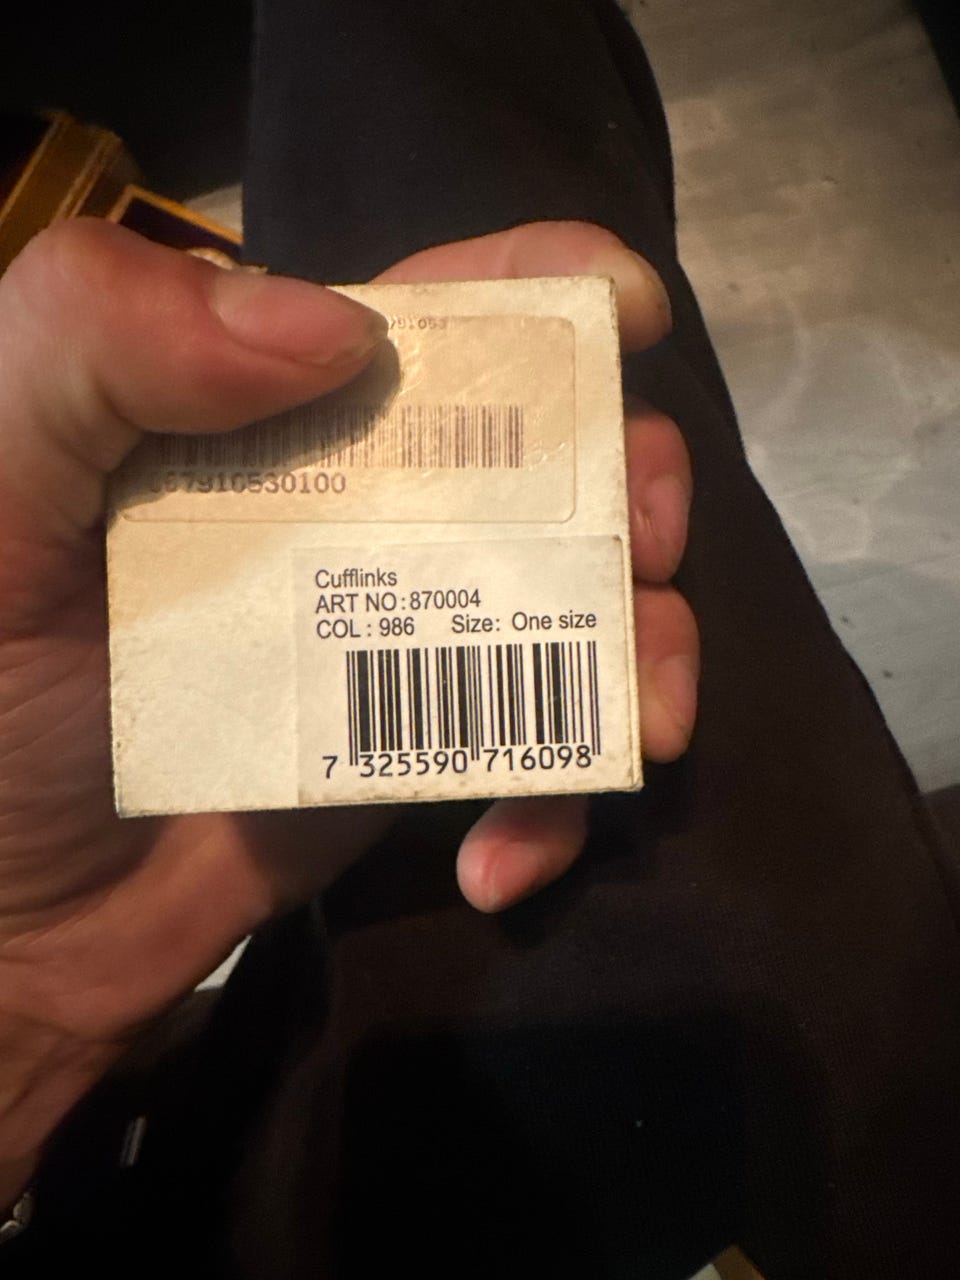 67910530100
Cufflinks
ART NO:870004
COL: 986 Size: One size
7 325590 716098